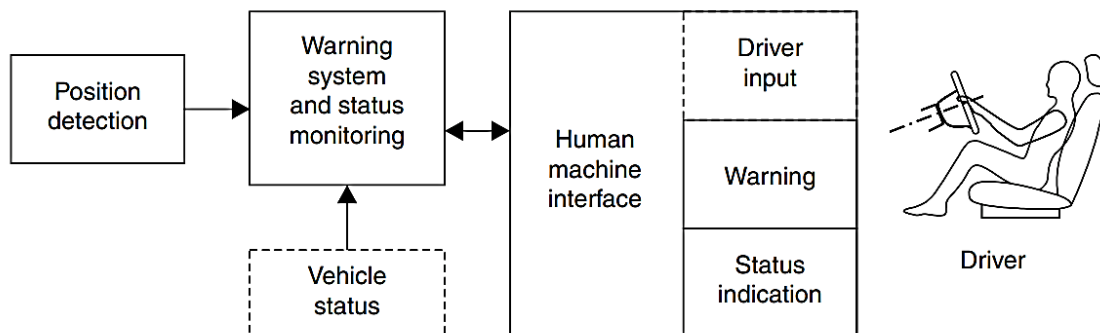 Position
detection
Warning
system
and status
monitoring
Vehicle
status
Human
machine
interface
Driver
input
Warning
Status
indication
Driver